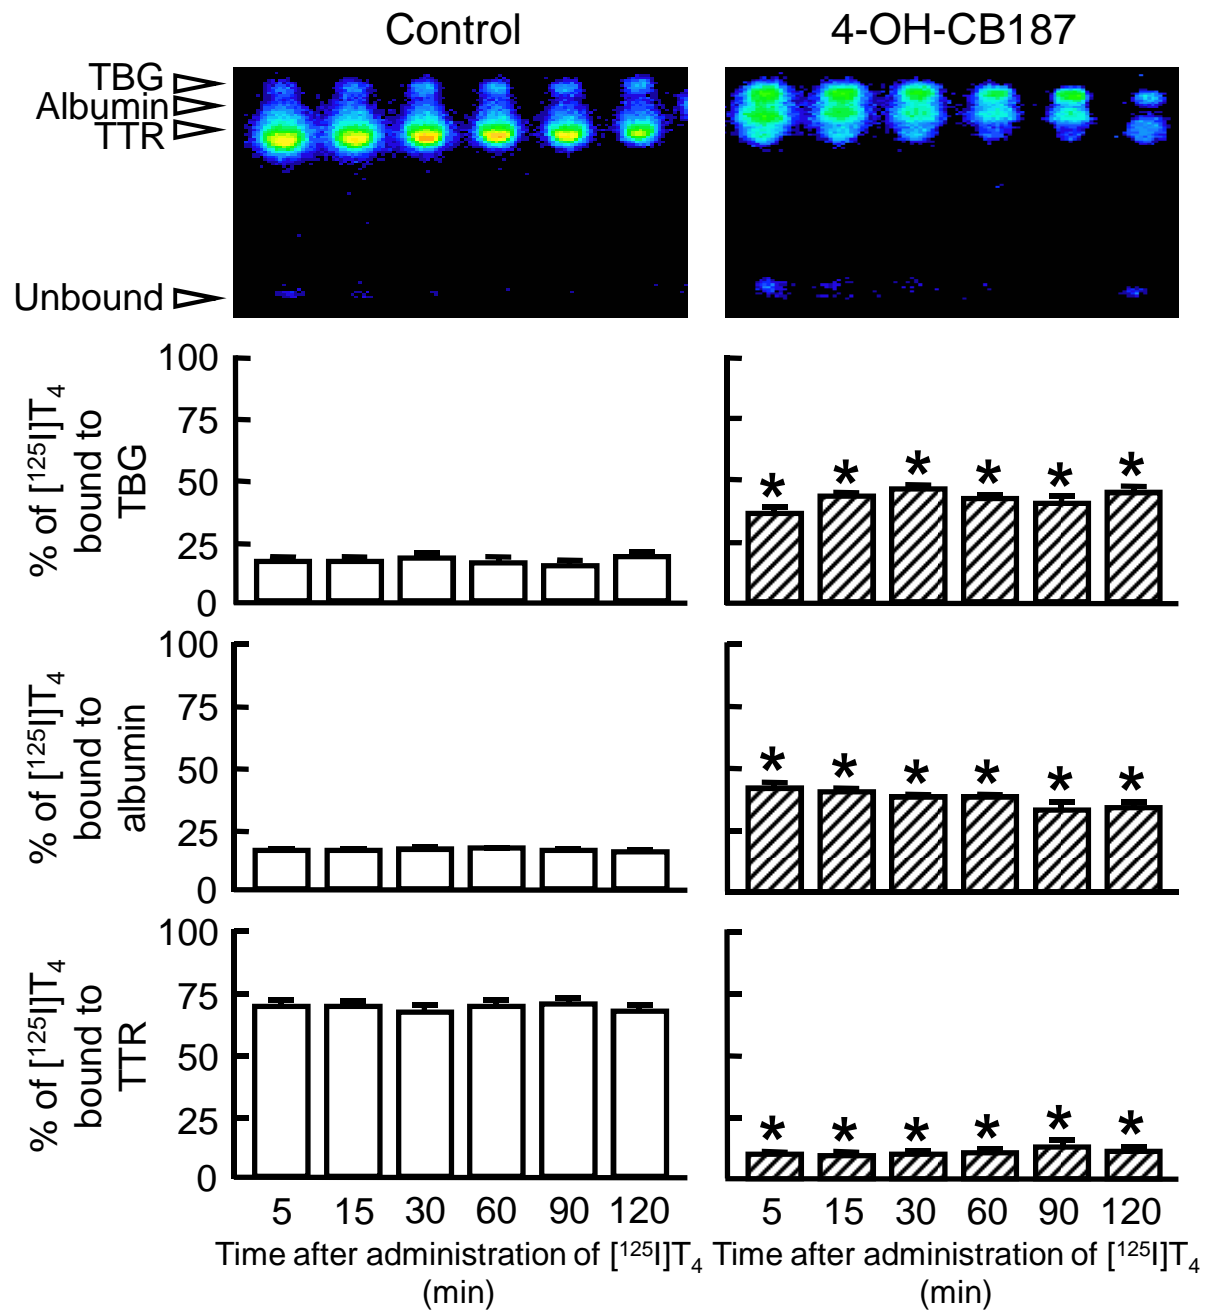 Control
4-OH-CB187
TBG
Albumin
TTR
Unbound
% of [¹²⁵I]T₄
bound to
TBG
100
75
50
25
0
* * * * * *
% of [¹²⁵I]T₄
bound to
albumin
100
75
50
25
0
* * * * * *
% of [¹²⁵I]T₄
bound to
TTR
100
75
50
25
0
* * * * * *
5 15 30 60 90 120
5 15 30 60 90 120
Time after administration of [¹²⁵I]T₄
(min)
Time after administration of [¹²⁵I]T₄
(min)